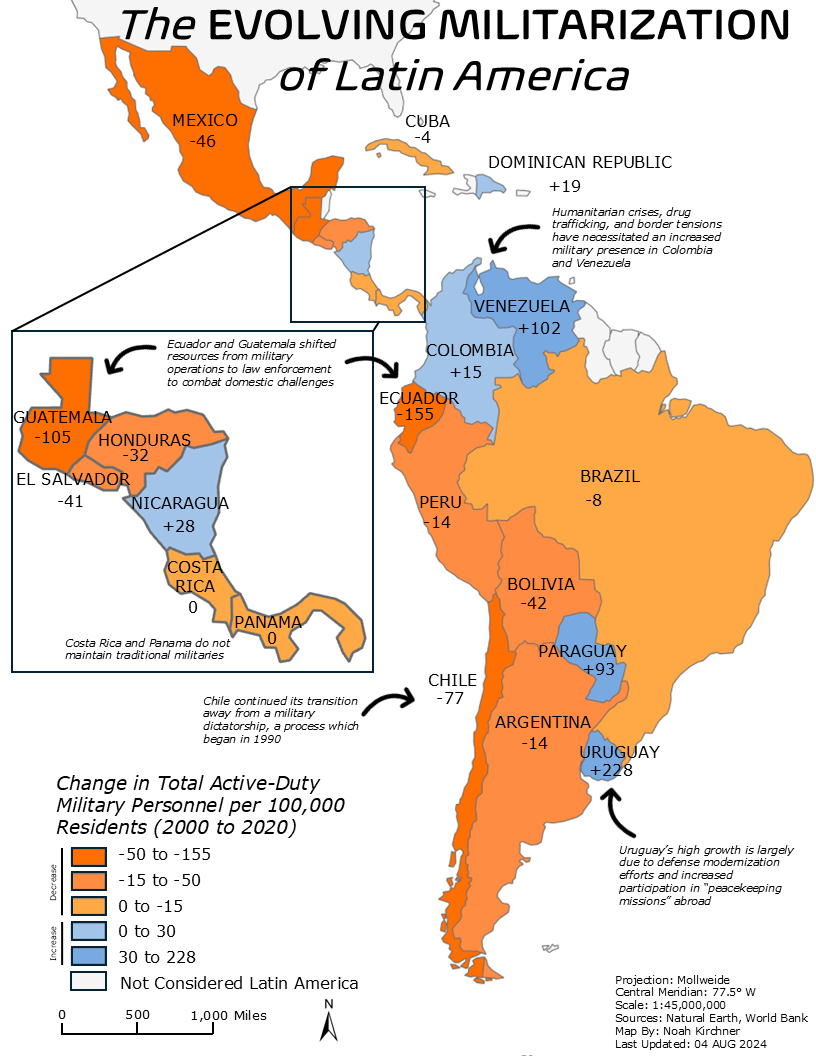 The EVOLVING MILITARIZATION
of Latin America
MEXICO
-46
CUBA
-4
DOMINICAN REPUBLIC
+19
Humanitarian crises, drug
trafficking, and border tensions
have necessitated an increased
military presence in Colombia
and Venezuela
VENEZUELA
+102
COLOMBIA
+15
Ecuador and Guatemala shifted
resources from military
operations to law enforcement
to combat domestic challenges
ECUADOR
-155
GUATEMALA
-105
HONDURAS
-32
EL SALVADOR
-41
NICARAGUA
+28
COSTA
RICA
0
PANAMA
0
Costa Rica and Panama do not
maintain traditional militaries
BRAZIL
-8
PERU
-14
BOLIVIA
-42
PARAGUAY
+93
CHILE
-77
Chile continued its transition
away from a military
dictatorship, a process which
began in 1990
ARGENTINA
-14
URUGUAY
+228
Uruguay's high growth is largely
due to defense modernization
efforts and increased
participation in "peacekeeping
missions" abroad
Change in Total Active-Duty
Military Personnel per 100,000
Residents (2000 to 2020)
Decrease
-50 to -155
-15 to -50
0 to -15
Increase
0 to 30
30 to 228
Not Considered Latin America
0 500 1,000 Miles
N
Projection: Mollweide
Central Meridian: 77.5° W
Scale: 1:45,000,000
Sources: Natural Earth, World Bank
Map By: Noah Kirchner
Last Updated: 04 AUG 2024